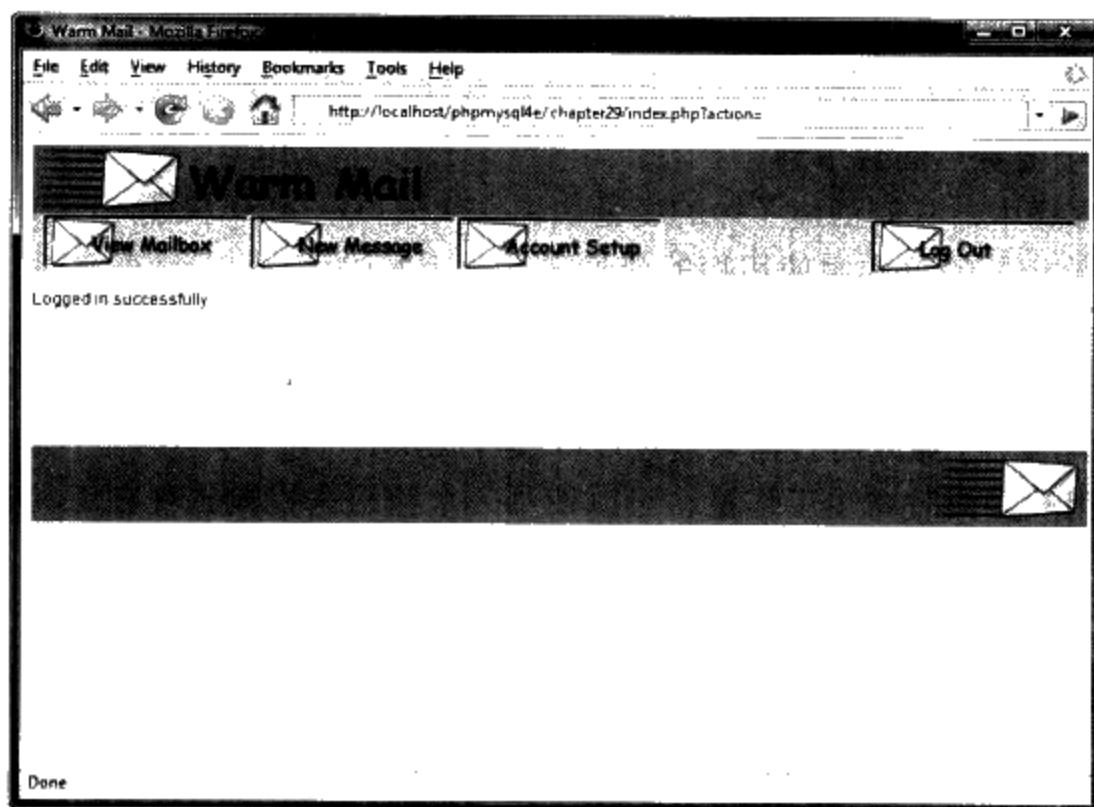 Warm Mail - Mozilla Firefox
File Edit View History Bookmarks Tools Help
http://localhost/phpmysql4e/chapter29/index.php?action=
Warm Mail
View Mailbox New Message Account Setup Log Out
Logged in successfully
Done